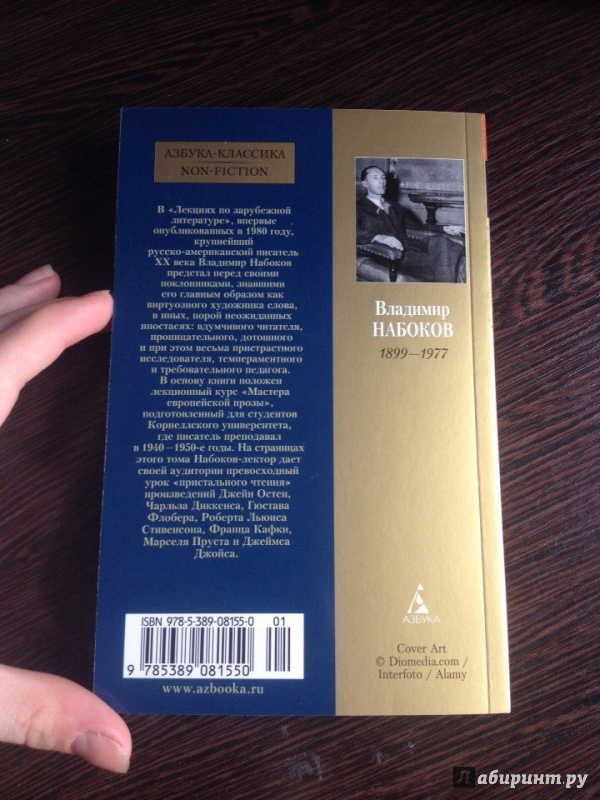 АЗБУКА-КЛАССИКА
NON-FICTION
В «Лекциях по зарубежной
литературе», впервые
опубликованных в 1980 году,
крупнейший
русско-американский писатель
XX века Владимир Набоков
предстал перед своими
поклонниками, знавшими
его главным образом как
виртуозного художника слова,
в иных, порой неожиданных
ипостасях: вдумчивого читателя,
проницательного, дотошного
и при этом весьма пристрастного
исследователя, темпераментного
и требовательного педагога.
В основу книги положен
лекционный курс «Мастера
европейской прозы»,
подготовленный для студентов
Корнеллского университета,
где писатель преподавал
в 1940—1950-е годы. На страницах
этого тома Набоков-лектор дает
своей аудитории превосходный
урок «пристального чтения»
произведений Джейн Остен,
Чарльза Диккенса, Гюстава
Флобера, Роберта Льюиса
Стивенсона, Франца Кафки,
Марселя Пруста и Джеймса
Джойса.
ISBN 978-5-389-08155-0 01
9 785389 081550
www.azbooka.ru
Владимир
НАБОКОВ
1899—1977
АЗБУКА
Cover Art
© Diomedia.com /
Interfoto / Alamy
лабиринт.ру